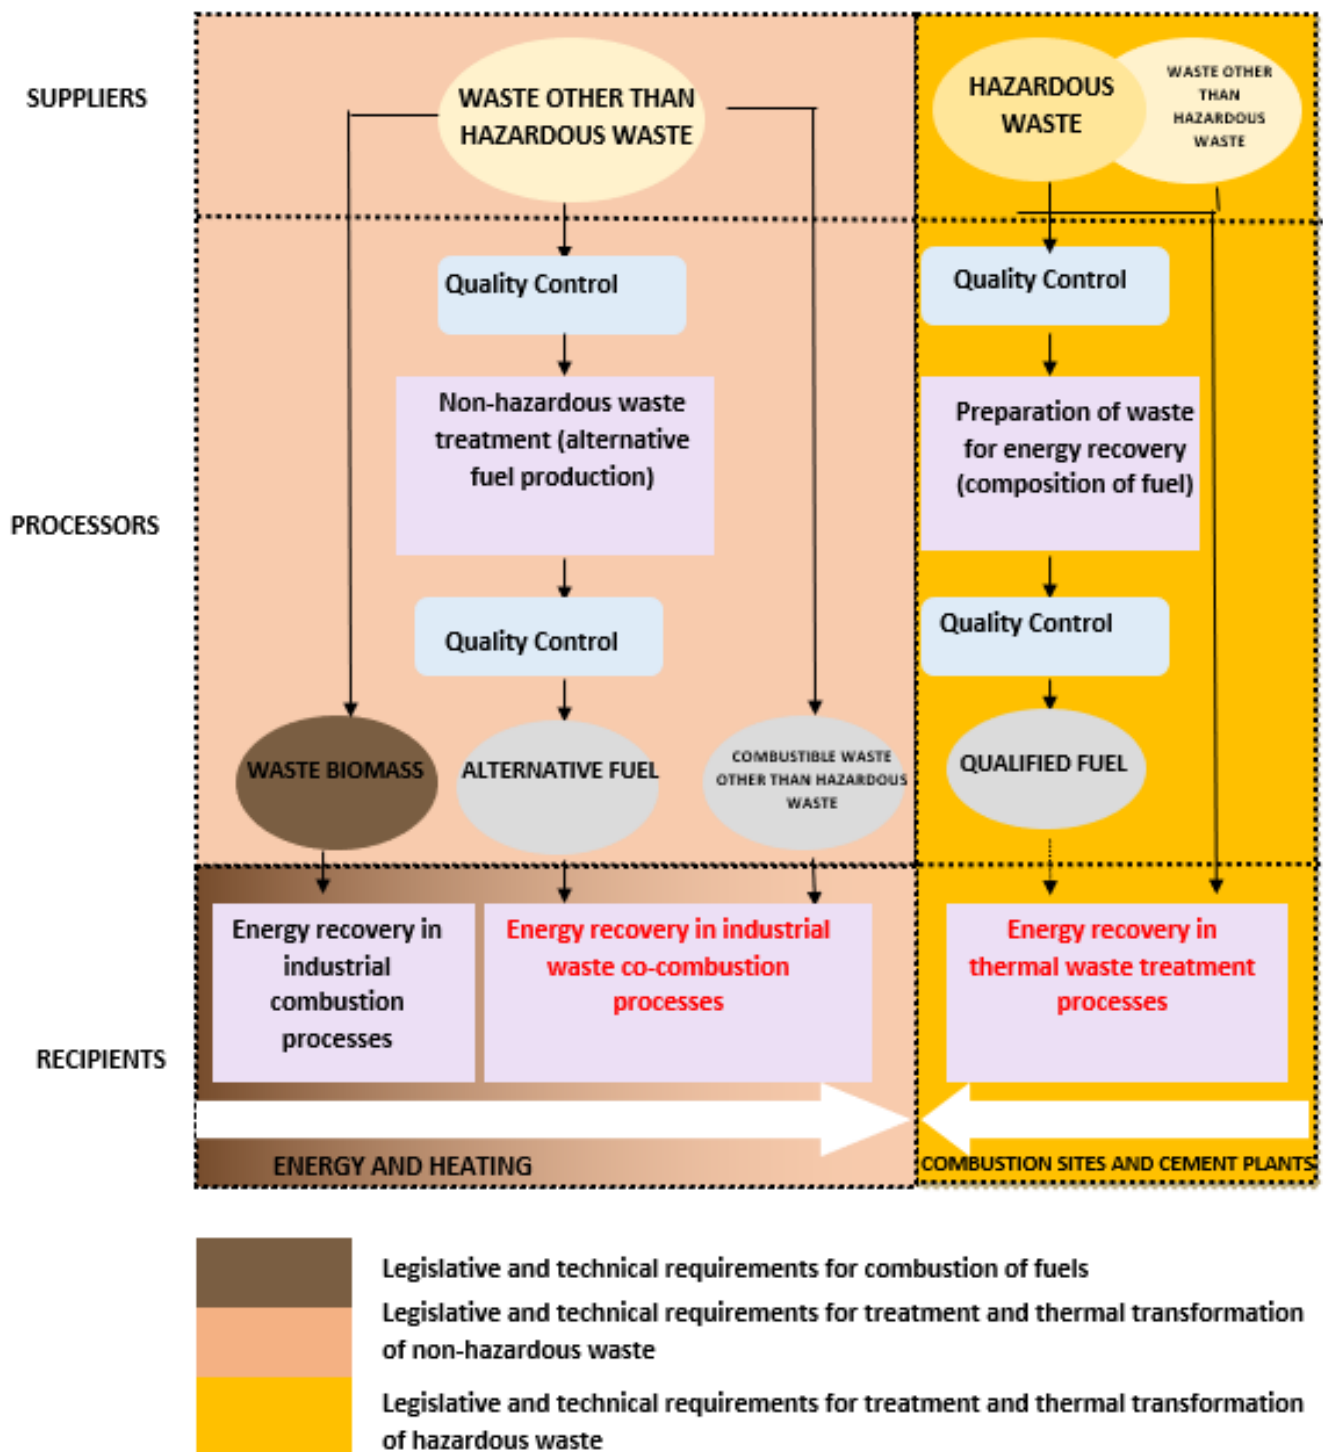 SUPPLIERS
WASTE OTHER THAN
HAZARDOUS WASTE
HAZARDOUS
WASTE
WASTE OTHER
THAN
HAZARDOUS
WASTE
PROCESSORS
Quality Control
Non-hazardous waste
treatment (alternative
fuel production)
Quality Control
Quality Control
Preparation of waste
for energy recovery
(composition of fuel)
Quality Control
WASTE BIOMASS
ALTERNATIVE FUEL
COMBUSTIBLE WASTE
OTHER THAN HAZARDOUS
WASTE
QUALIFIED FUEL
RECIPIENTS
Energy recovery in
industrial
combustion
processes
Energy recovery in industrial
waste co-combustion
processes
Energy recovery in
thermal waste treatment
processes
ENERGY AND HEATING
COMBUSTION SITES AND CEMENT PLANTS
Legislative and technical requirements for combustion of fuels
Legislative and technical requirements for treatment and thermal transformation
of non-hazardous waste
Legislative and technical requirements for treatment and thermal transformation
of hazardous waste